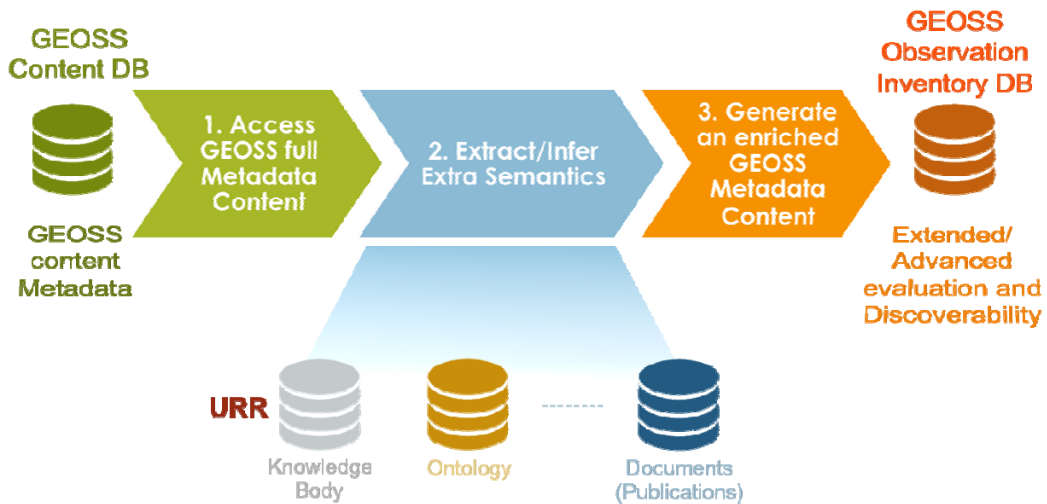 GEOSS
Content DB
GEOSS
Observation
Inventory DB
1. Access
GEOSS full
Metadata
Content
2. Extract/Infer
Extra Semantics
3. Generate
an enriched
GEOSS
Metadata
Content
GEOSS
content
Metadata
Extended/
Advanced
evaluation and
Discoverability
URR
Knowledge
Body
Ontology
Documents
(Publications)